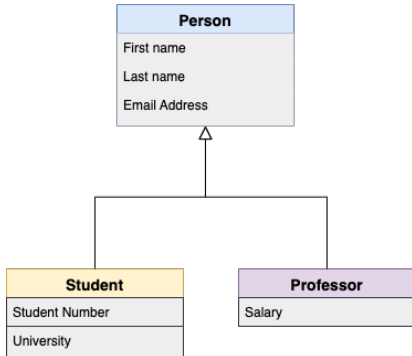 Person
First name
Last name
Email Address
Student
Student Number
University
Professor
Salary